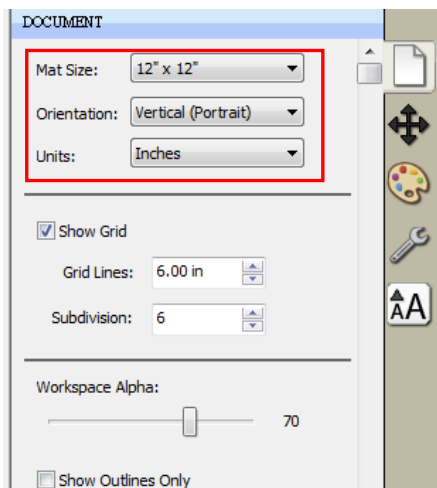 DOCUMENT
Mat Size: 12" x 12"
Orientation: Vertical (Portrait)
Units: Inches
Show Grid
Grid Lines: 6.00 in
Subdivision: 6
Workspace Alpha:
70
Show Outlines Only
AA